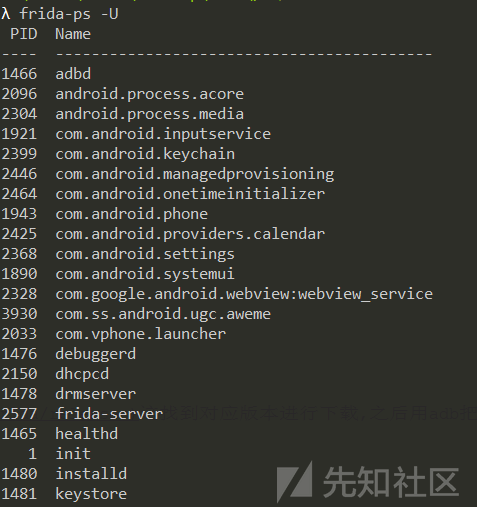 λ frida-ps -U
PID Name
---- ------------------------------------------
1466 adbd
2096 android.process.acore
2304 android.process.media
1921 com.android.inputservice
2399 com.android.keychain
2446 com.android.managedprovisioning
2464 com.android.onetimeinitializer
1943 com.android.phone
2425 com.android.providers.calendar
2368 com.android.settings
1890 com.android.systemui
2328 com.google.android.webview:webview_service
3930 com.ss.android.ugc.aweme
2033 com.vphone.launcher
1476 debuggerd
2150 dhcpcd
1478 drmserver
2577 frida-server
1465 healthd
1 init
1480 installd
1481 keystore
先知社区